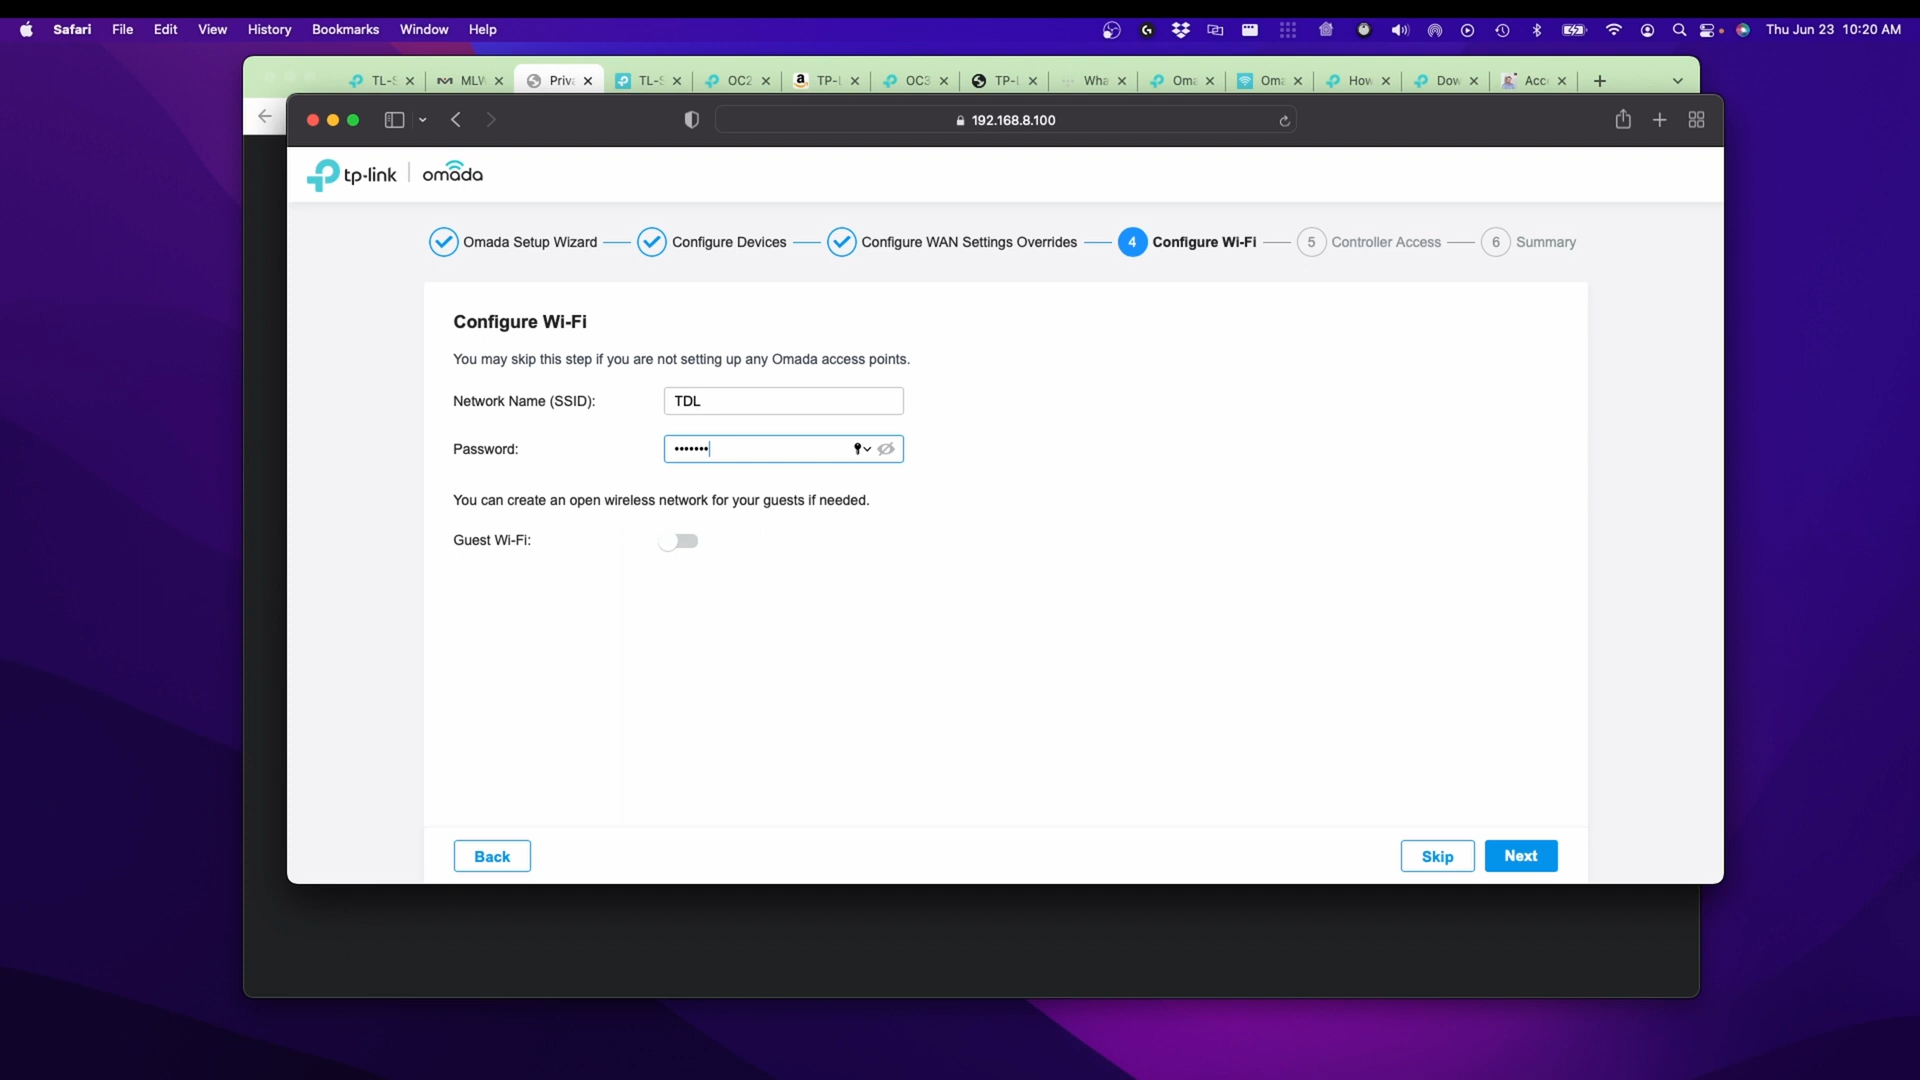 Safari File Edit View History Bookmarks Window Help Thu Jun 23 10:20 AM
TL-S MLW Priva TL-S OC2 TP-L OC3 TP-L Wha Oma Oma How Dow Acc
192.168.8.100
tp-link | omada
Omada Setup Wizard Configure Devices Configure WAN Settings Overrides 4 Configure Wi-Fi 5 Controller Access 6 Summary
Configure Wi-Fi
You may skip this step if you are not setting up any Omada access points.
Network Name (SSID): TDL
Password: •••••••
You can create an open wireless network for your guests if needed.
Guest Wi-Fi:
Back Skip Next